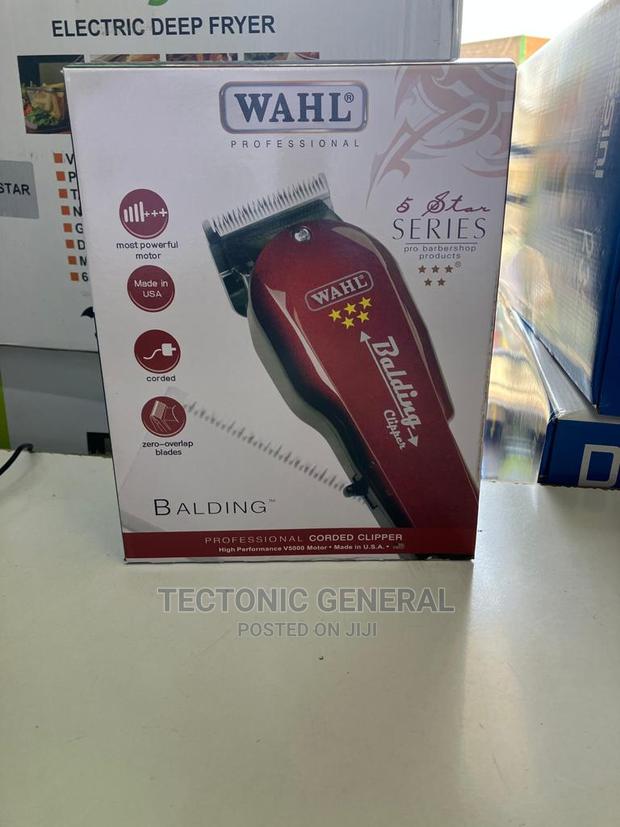 ELECTRIC DEEP FRYER
STAR
WAHL®
PROFESSIONAL
5 Star
SERIES
pro barbershop
products
most powerful
motor
Made in
USA
corded
zero-overlap
blades
WAHL
Balding
Clipper
BALDING™
PROFESSIONAL CORDED CLIPPER
High Performance V5000 Motor • Made in U.S.A. •
TECTONIC GENERAL
POSTED ON JIJI